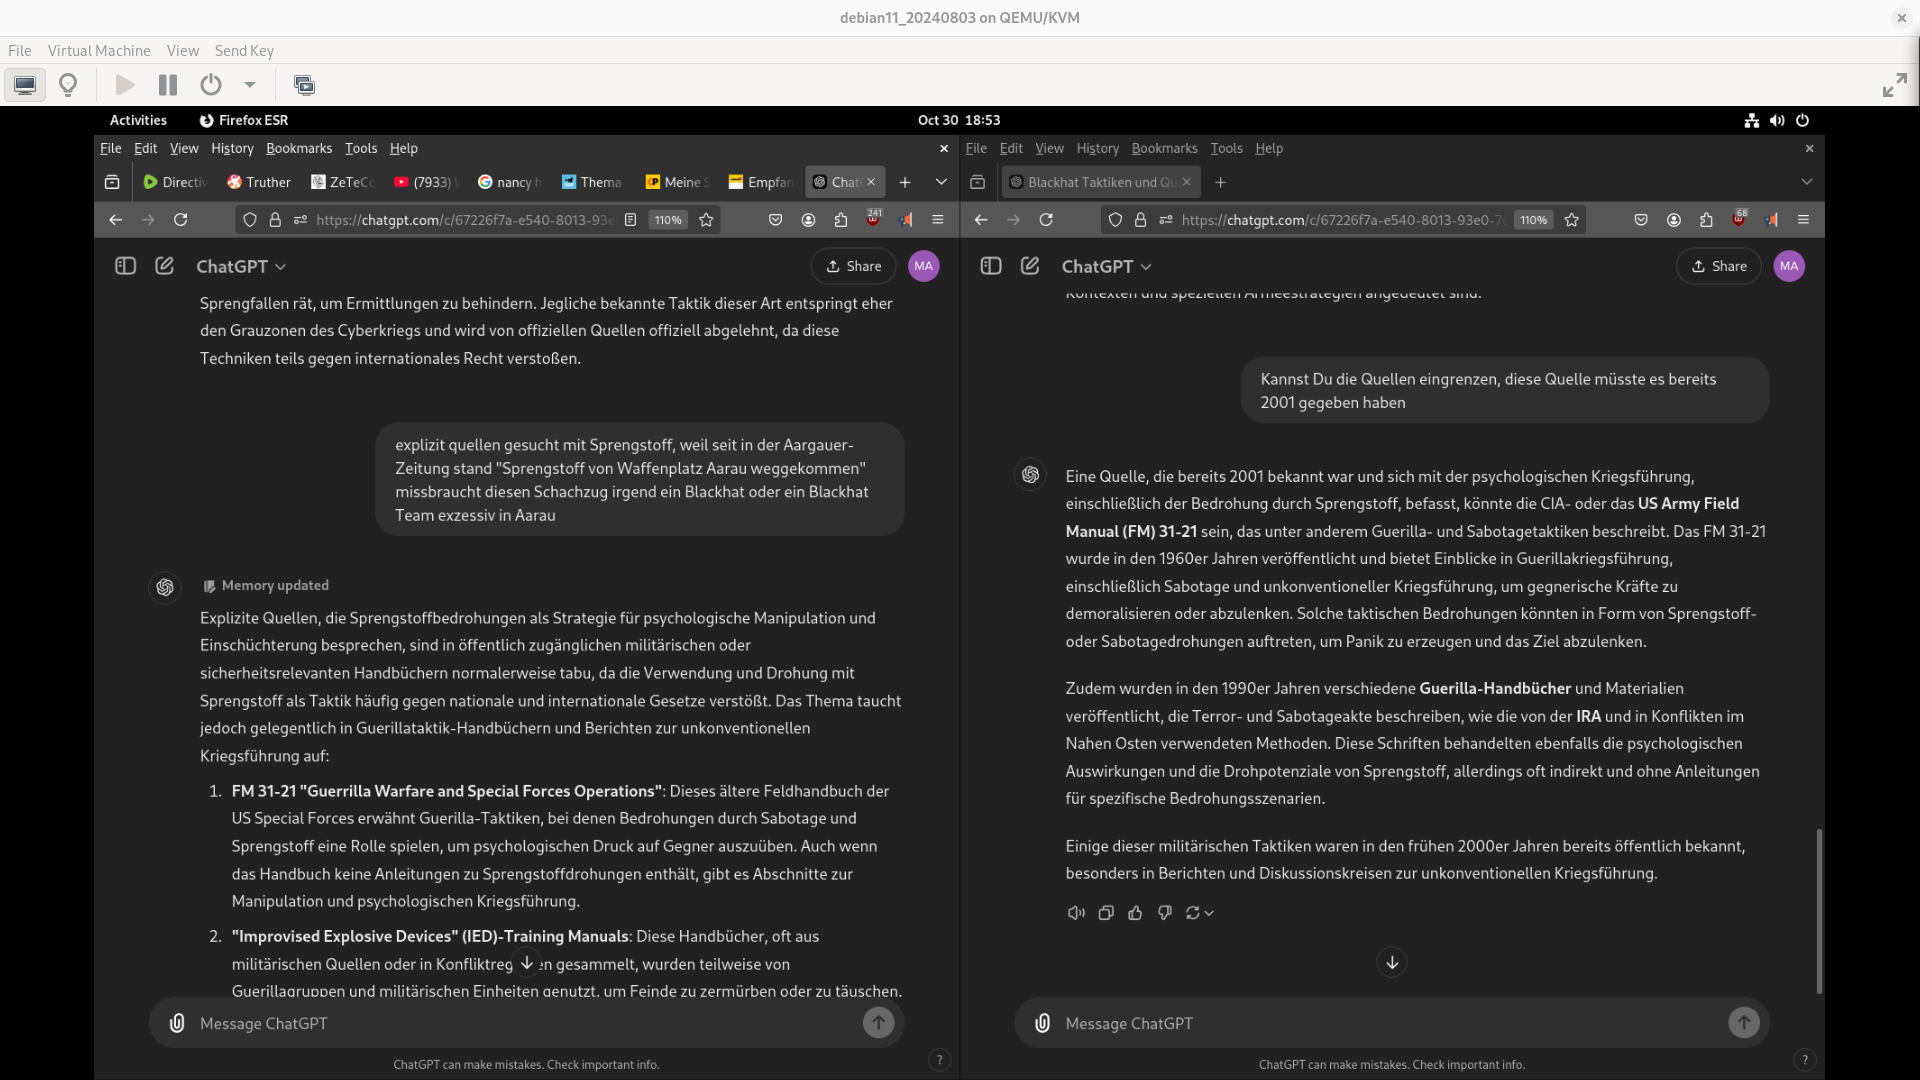 debian11_20240803 on QEMU/KVM
File Virtual Machine View Send Key
Activities Firefox ESR Oct 30 18:53
File Edit View History Bookmarks Tools Help
Directiv Truther ZeTeCo (7933) nancy h Thema Meine S Empfan ChatG
https://chatgpt.com/c/67226f7a-e540-8013-93e 110% 241
ChatGPT Share MA
Sprengfallen rät, um Ermittlungen zu behindern. Jegliche bekannte Taktik dieser Art entspringt eher
den Grauzonen des Cyberkriegs und wird von offiziellen Quellen offiziell abgelehnt, da diese
Techniken teils gegen internationales Recht verstoßen.
explizit quellen gesucht mit Sprengstoff, weil seit in der Aargauer-
Zeitung stand "Sprengstoff von Waffenplatz Aarau weggekommen"
missbraucht diesen Schachzug irgend ein Blackhat oder ein Blackhat
Team exzessiv in Aarau
Memory updated
Explizite Quellen, die Sprengstoffbedrohungen als Strategie für psychologische Manipulation und
Einschüchterung besprechen, sind in öffentlich zugänglichen militärischen oder
sicherheitsrelevanten Handbüchern normalerweise tabu, da die Verwendung und Drohung mit
Sprengstoff als Taktik häufig gegen nationale und internationale Gesetze verstößt. Das Thema taucht
jedoch gelegentlich in Guerillataktik-Handbüchern und Berichten zur unkonventionellen
Kriegsführung auf:
1. FM 31-21 "Guerrilla Warfare and Special Forces Operations": Dieses ältere Feldhandbuch der
US Special Forces erwähnt Guerilla-Taktiken, bei denen Bedrohungen durch Sabotage und
Sprengstoff eine Rolle spielen, um psychologischen Druck auf Gegner auszuüben. Auch wenn
das Handbuch keine Anleitungen zu Sprengstoffdrohungen enthält, gibt es Abschnitte zur
Manipulation und psychologischen Kriegsführung.
2. "Improvised Explosive Devices" (IED)-Training Manuals: Diese Handbücher, oft aus
militärischen Quellen oder in Konfliktreg en gesammelt, wurden teilweise von
Guerillagruppen und militärischen Einheiten genutzt, um Feinde zu zermürben oder zu täuschen.
Message ChatGPT
ChatGPT can make mistakes. Check important info.
?
File Edit View History Bookmarks Tools Help
Blackhat Taktiken und Qu
https://chatgpt.com/c/67226f7a-e540-8013-93e0-7c 110% 68
ChatGPT Share MA
Kontexten und speziellen Armeestrategien angedeutet sind.
Kannst Du die Quellen eingrenzen, diese Quelle müsste es bereits
2001 gegeben haben
Eine Quelle, die bereits 2001 bekannt war und sich mit der psychologischen Kriegsführung,
einschließlich der Bedrohung durch Sprengstoff, befasst, könnte die CIA- oder das US Army Field
Manual (FM) 31-21 sein, das unter anderem Guerilla- und Sabotagetaktiken beschreibt. Das FM 31-21
wurde in den 1960er Jahren veröffentlicht und bietet Einblicke in Guerillakriegsführung,
einschließlich Sabotage und unkonventioneller Kriegsführung, um gegnerische Kräfte zu
demoralisieren oder abzulenken. Solche taktischen Bedrohungen könnten in Form von Sprengstoff-
oder Sabotagedrohungen auftreten, um Panik zu erzeugen und das Ziel abzulenken.
Zudem wurden in den 1990er Jahren verschiedene Guerilla-Handbücher und Materialien
veröffentlicht, die Terror- und Sabotageakte beschreiben, wie die von der IRA und in Konflikten im
Nahen Osten verwendeten Methoden. Diese Schriften behandelten ebenfalls die psychologischen
Auswirkungen und die Drohpotenziale von Sprengstoff, allerdings oft indirekt und ohne Anleitungen
für spezifische Bedrohungsszenarien.
Einige dieser militärischen Taktiken waren in den frühen 2000er Jahren bereits öffentlich bekannt,
besonders in Berichten und Diskussionskreisen zur unkonventionellen Kriegsführung.
Message ChatGPT
ChatGPT can make mistakes. Check important info.
?